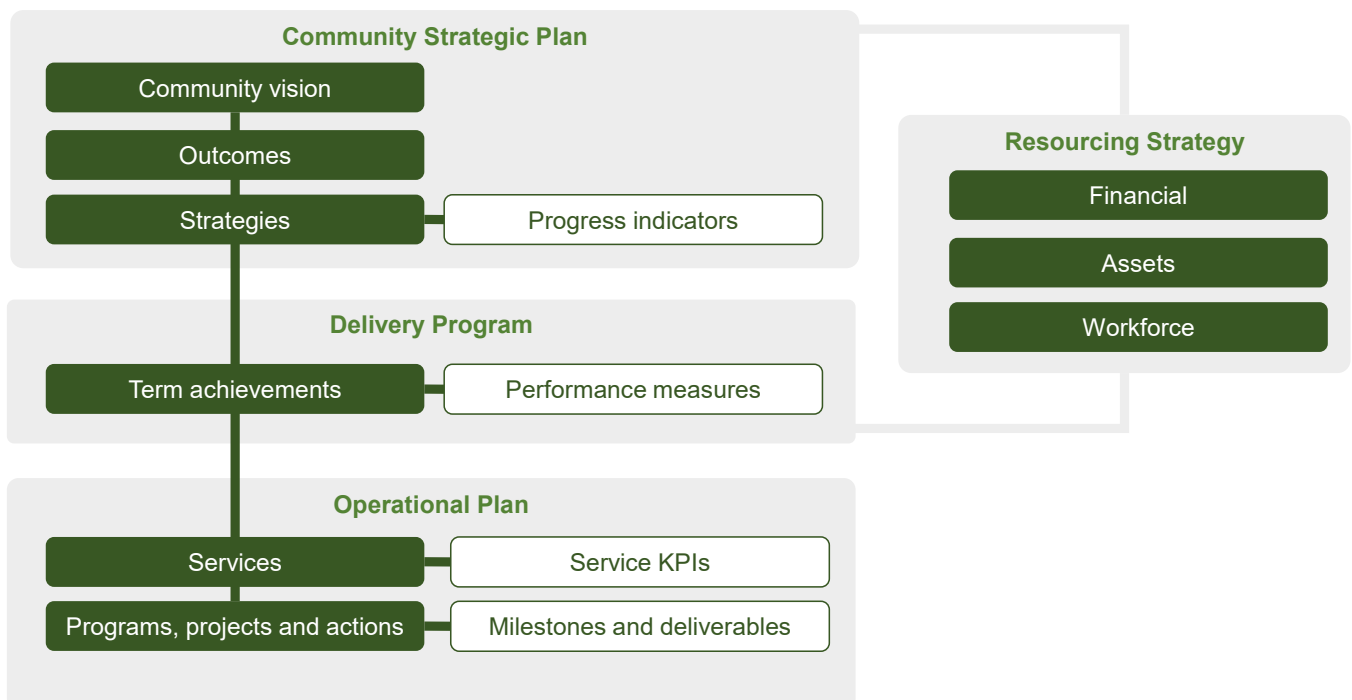 Community Strategic Plan
Community vision
Outcomes
Strategies
Progress indicators
Delivery Program
Term achievements
Performance measures
Operational Plan
Services
Service KPIs
Programs, projects and actions
Milestones and deliverables
Resourcing Strategy
Financial
Assets
Workforce